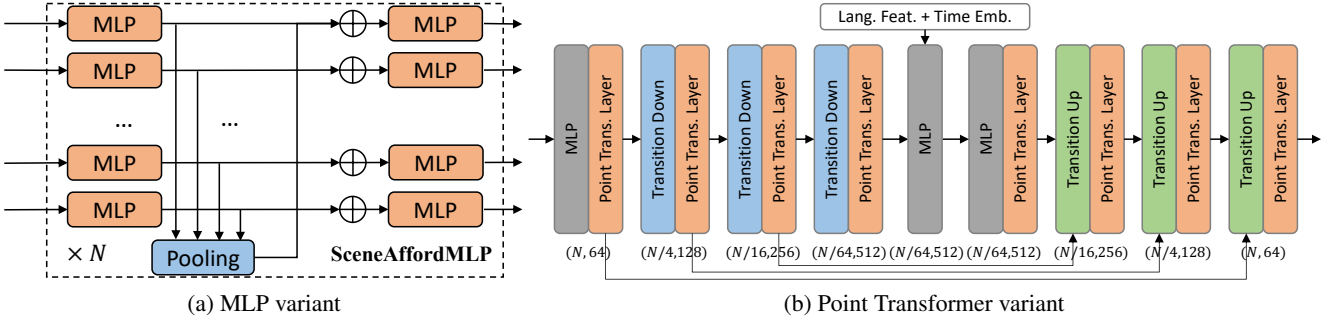 MLP
MLP
MLP
MLP
...
...
...
MLP
MLP
MLP
MLP
× N
Pooling
SceneAffordMLP
(a) MLP variant
Lang. Feat. + Time Emb.
MLP
Point Trans. Layer
Transition Down
Point Trans. Layer
Transition Down
Point Trans. Layer
Transition Down
Point Trans. Layer
MLP
MLP
Point Trans. Layer
Transition Up
Point Trans. Layer
Transition Up
Point Trans. Layer
Transition Up
Point Trans. Layer
(N, 64)
(N/4,128)
(N/16,256)
(N/64,512)
(N/64,512)
(N/64,512)
(N/16,256)
(N/4,128)
(N, 64)
(b) Point Transformer variant